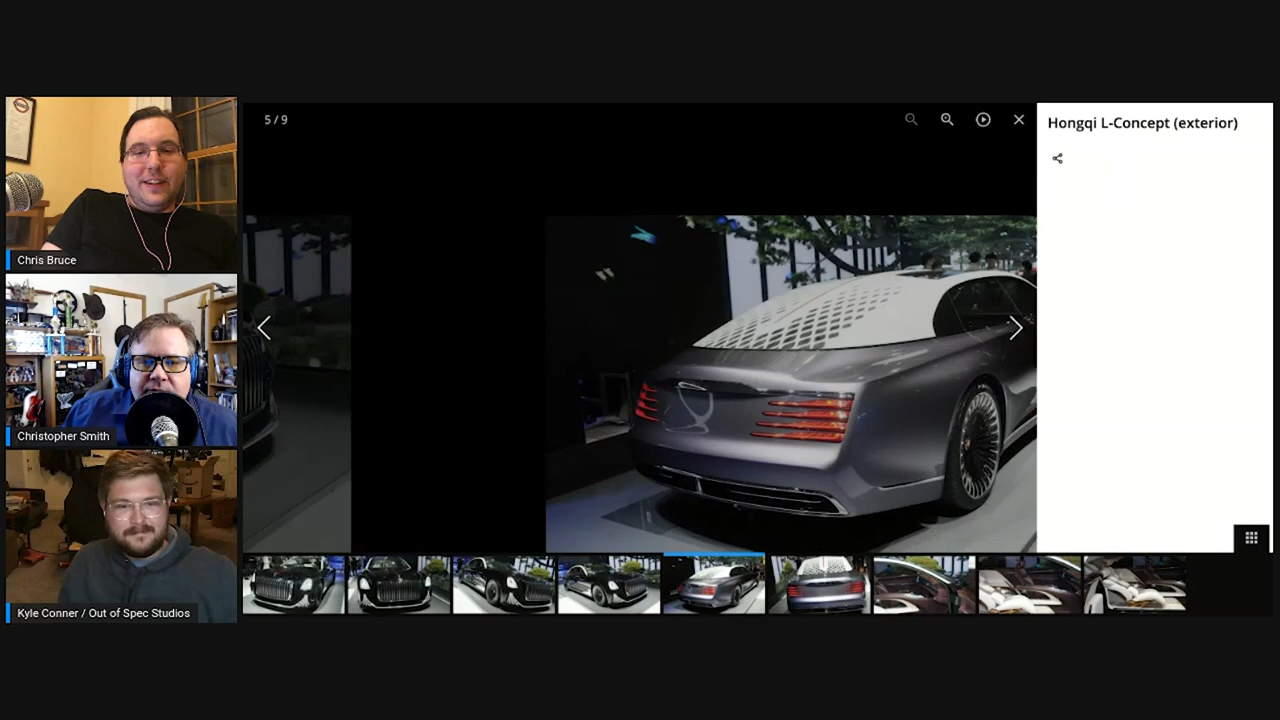 Chris Bruce
Christopher Smith
Kyle Conner / Out of Spec Studios
5 / 9
Hongqi L-Concept (exterior)